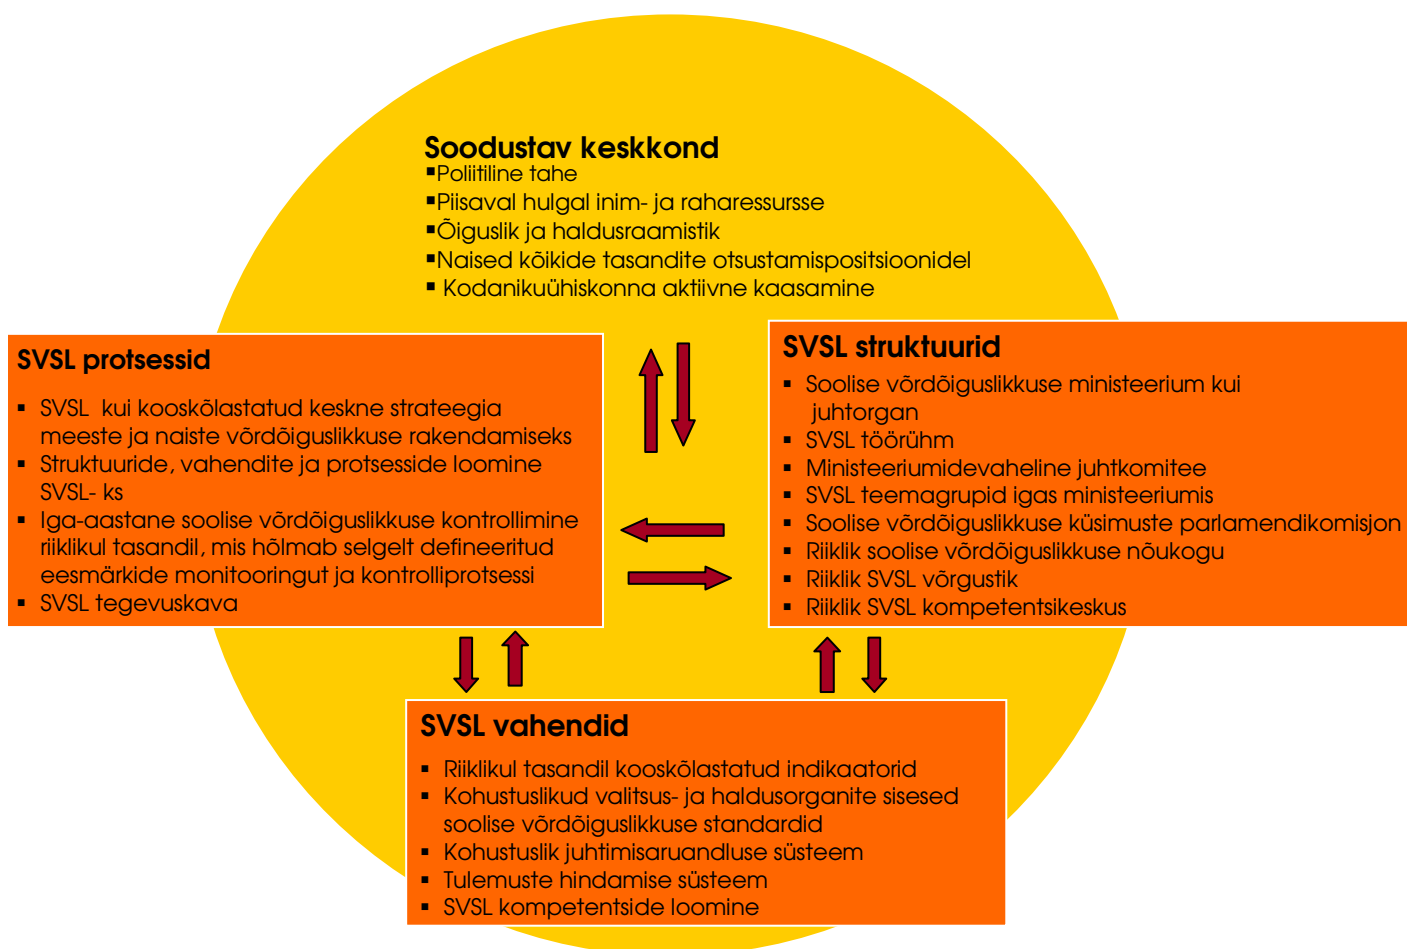 Soodustav keskkond
▪Poliitiline tahe
▪Piisaval hulgal inim- ja raharessursse
▪Õiguslik ja haldusraamistik
▪Naised kõikide tasandite otsustamispositsioonidel
▪ Kodanikuühiskonna aktiivne kaasamine
SVSL protsessid
▪ SVSL kui kooskõlastatud keskne strateegia
meeste ja naiste võrdõiguslikkuse rakendamiseks
▪ Struktuuride, vahendite ja protsesside loomine
SVSL- ks
▪ Iga-aastane soolise võrdõiguslikkuse kontrollimine
riiklikul tasandil, mis hõlmab selgelt defineeritud
eesmärkide monitooringut ja kontrolliprotsessi
▪ SVSL tegevuskava
SVSL struktuurid
▪ Soolise võrdõiguslikkuse ministeerium kui
juhtorgan
▪ SVSL töörühm
▪ Ministeeriumidevaheline juhtkomitee
▪ SVSL teemagrupid igas ministeeriumis
▪ Soolise võrdõiguslikkuse küsimuste parlamendikomisjon
▪ Riiklik soolise võrdõiguslikkuse nõukogu
▪ Riiklik SVSL võrgustik
▪ Riiklik SVSL kompetentsikeskus
SVSL vahendid
▪ Riiklikul tasandil kooskõlastatud indikaatorid
▪ Kohustuslikud valitsus- ja haldusorganite sisesed
soolise võrdõiguslikkuse standardid
▪ Kohustuslik juhtimisaruandluse süsteem
▪ Tulemuste hindamise süsteem
▪ SVSL kompetentside loomine